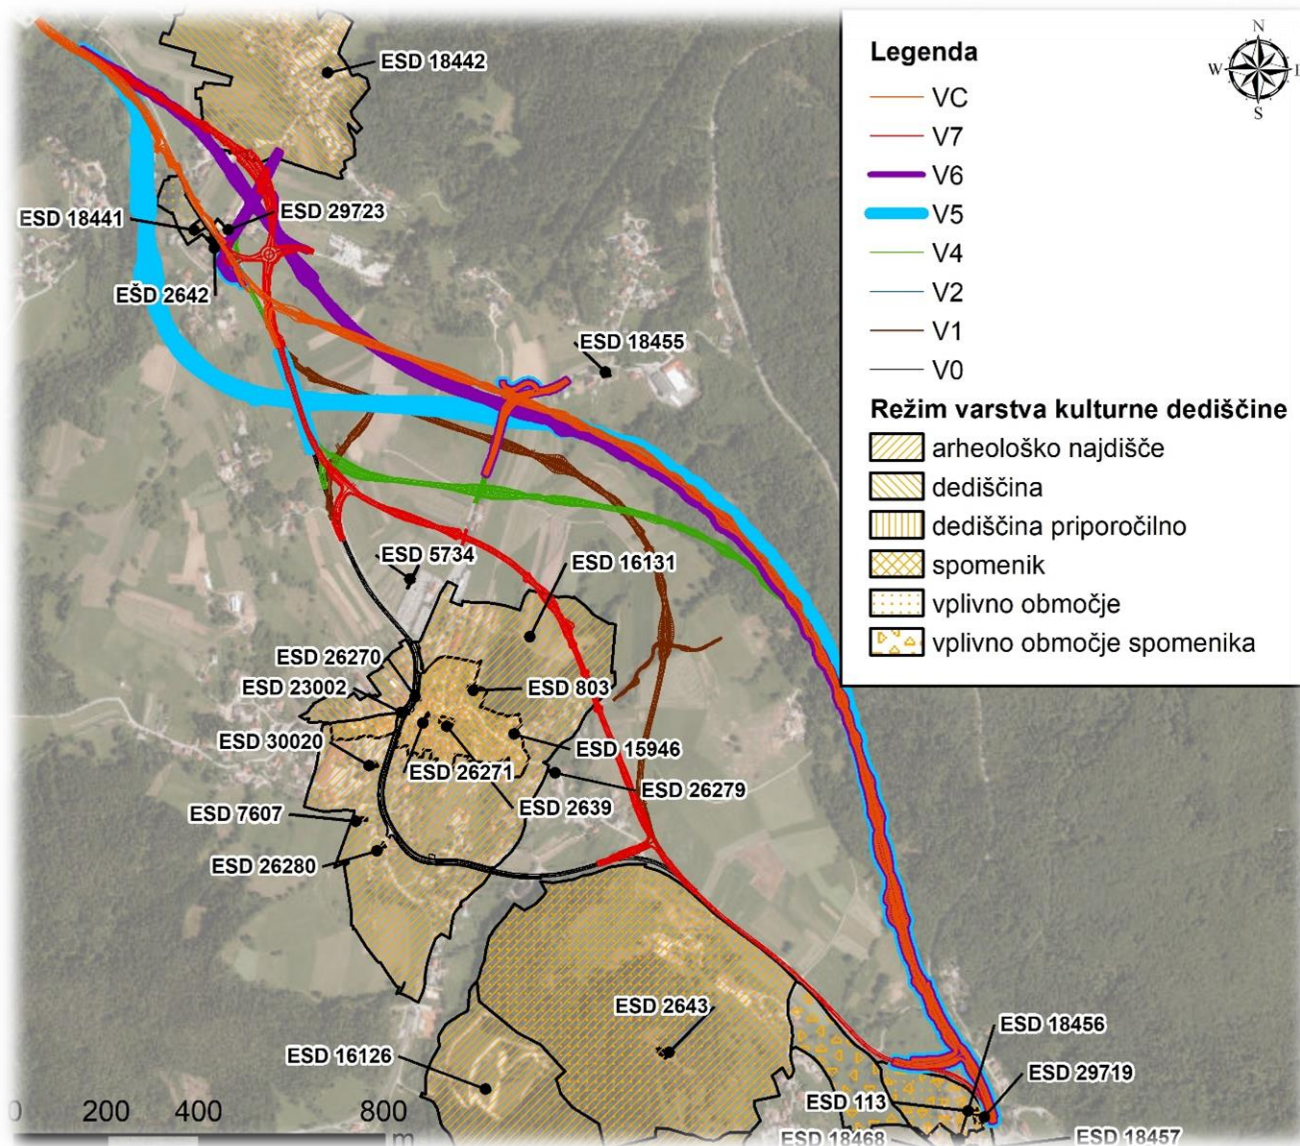 ESD 18442
ESD 18441
ESD 29723
EŠD 2642
ESD 18455
ESD 5734
ESD 16131
ESD 26270
ESD 23002
ESD 803
ESD 30020
ESD 15946
ESD 26271
ESD 26279
ESD 2639
ESD 7607
ESD 26280
ESD 2643
ESD 16126
ESD 18456
ESD 29719
ESD 113
ESD 18468
ESD 18457
0 200 400 800
m
Legenda
VC
V7
V6
V5
V4
V2
V1
V0
Režim varstva kulturne dediščine
arheološko najdišče
dediščina
dediščina priporočilno
spomenik
vplivno območje
vplivno območje spomenika
N
W
S